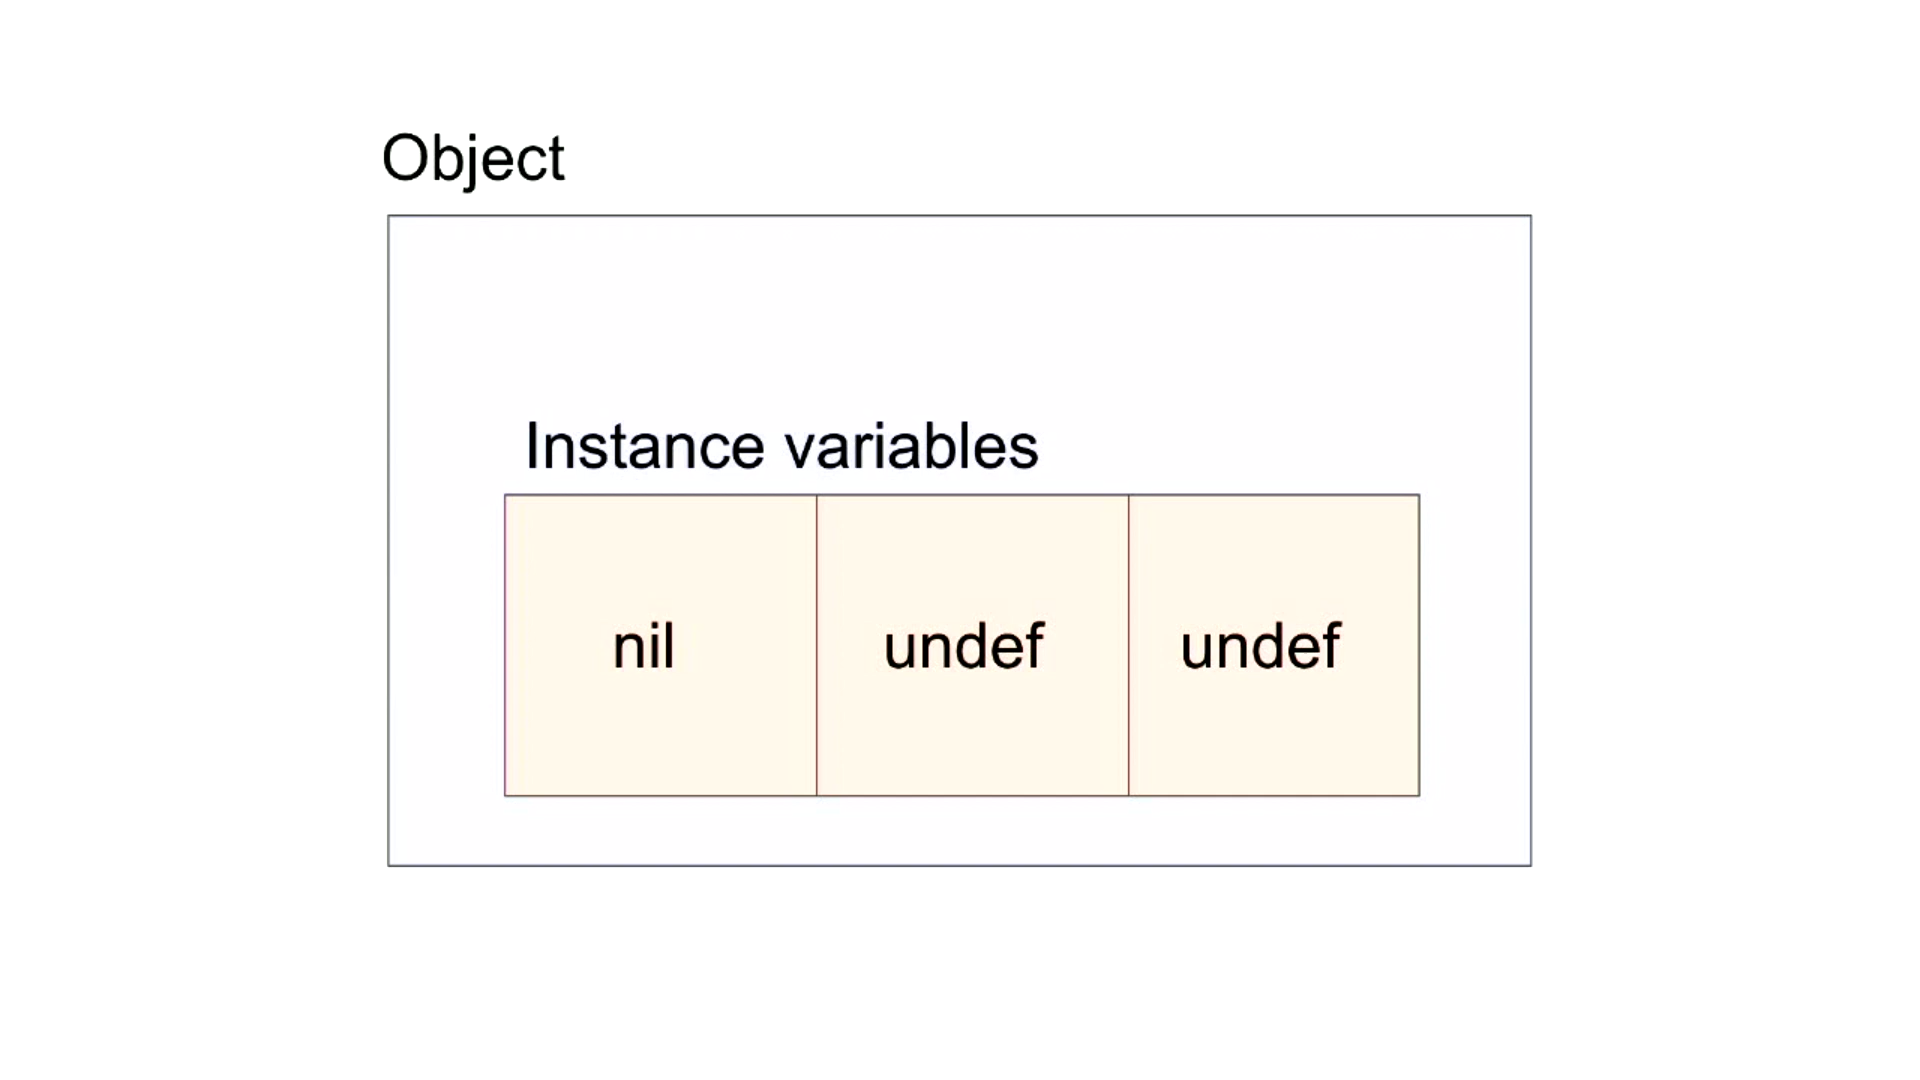 Object
Instance variables
nil
undef
undef